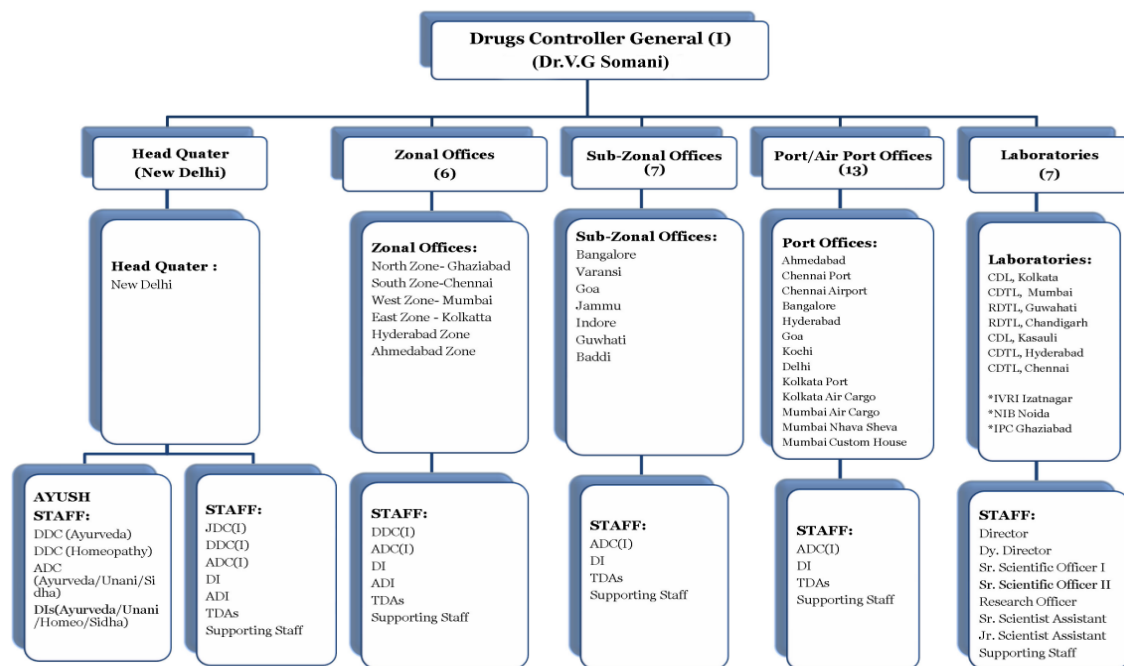 Drugs Controller General (I)
(Dr.V.G Somani)
Head Quater
(New Delhi)
Zonal Offices
(6)
Sub-Zonal Offices
(7)
Port/Air Port Offices
(13)
Laboratories
(7)
Head Quater :
New Delhi
Zonal Offices:
North Zone- Ghaziabad
South Zone-Chennai
West Zone- Mumbai
East Zone - Kolkatta
Hyderabad Zone
Ahmedabad Zone
Sub-Zonal Offices:
Bangalore
Varansi
Goa
Jammu
Indore
Guwhati
Baddi
Port Offices:
Ahmedabad
Chennai Port
Chennai Airport
Bangalore
Hyderabad
Goa
Kochi
Delhi
Kolkata Port
Kolkata Air Cargo
Mumbai Air Cargo
Mumbai Nhava Sheva
Mumbai Custom House
Laboratories:
CDL, Kolkata
CDTL, Mumbai
RDTL, Guwahati
RDTL, Chandigarh
CDL, Kasauli
CDTL, Hyderabad
CDTL, Chennai
*IVRI Izatnagar
*NIB Noida
*IPC Ghaziabad
AYUSH
STAFF:
DDC (Ayurveda)
DDC (Homeopathy)
ADC
(Ayurveda/Unani/Si
dha)
DIs(Ayurveda/Unani
/Homeo/Sidha)
STAFF:
JDC(I)
DDC(I)
ADC(I)
DI
ADI
TDAs
Supporting Staff
STAFF:
DDC(I)
ADC(I)
DI
ADI
TDAs
Supporting Staff
STAFF:
ADC(I)
DI
TDAs
Supporting Staff
STAFF:
ADC(I)
DI
TDAs
Supporting Staff
STAFF:
Director
Dy. Director
Sr. Scientific Officer I
Sr. Scientific Officer II
Research Officer
Sr. Scientist Assistant
Jr. Scientist Assistant
Supporting Staff